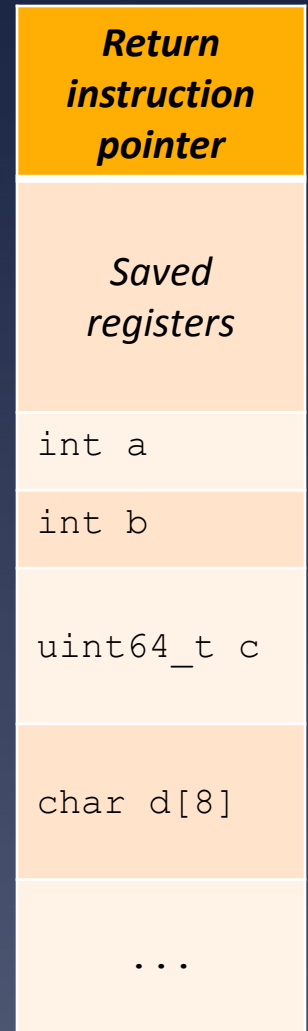 Return
instruction
pointer
Saved
registers
int a
int b
uint64_t c
char d[8]
...